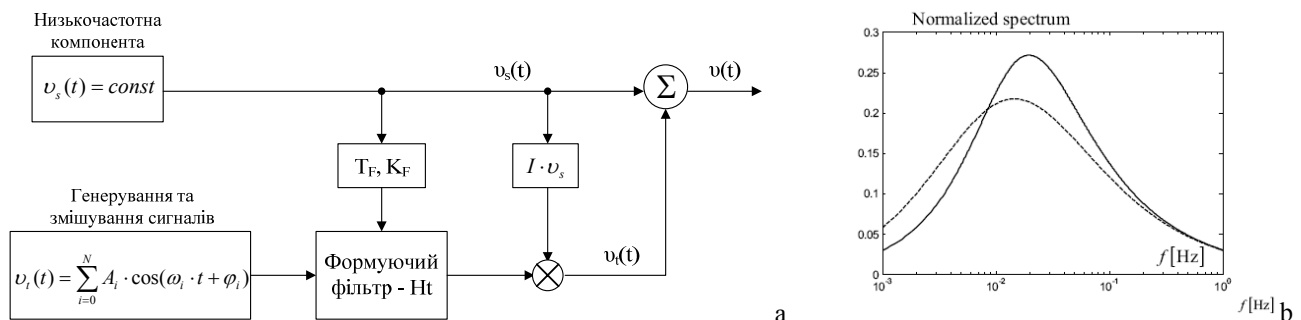 Низькочастотна
компонента
υs(t) = const
υs(t)
υ(t)
Σ
TF, KF
I · υs
Генерування та
змішування сигналів
υt(t) = ∑ i=0 N Ai · cos(ωi · t + φi)
Формуючий
фільтр - Ht
υt(t)
a
Normalized spectrum
0.3
0.25
0.2
0.15
0.1
0.05
0
f [Hz]
10-3 10-2 10-1 100
f [Hz] b